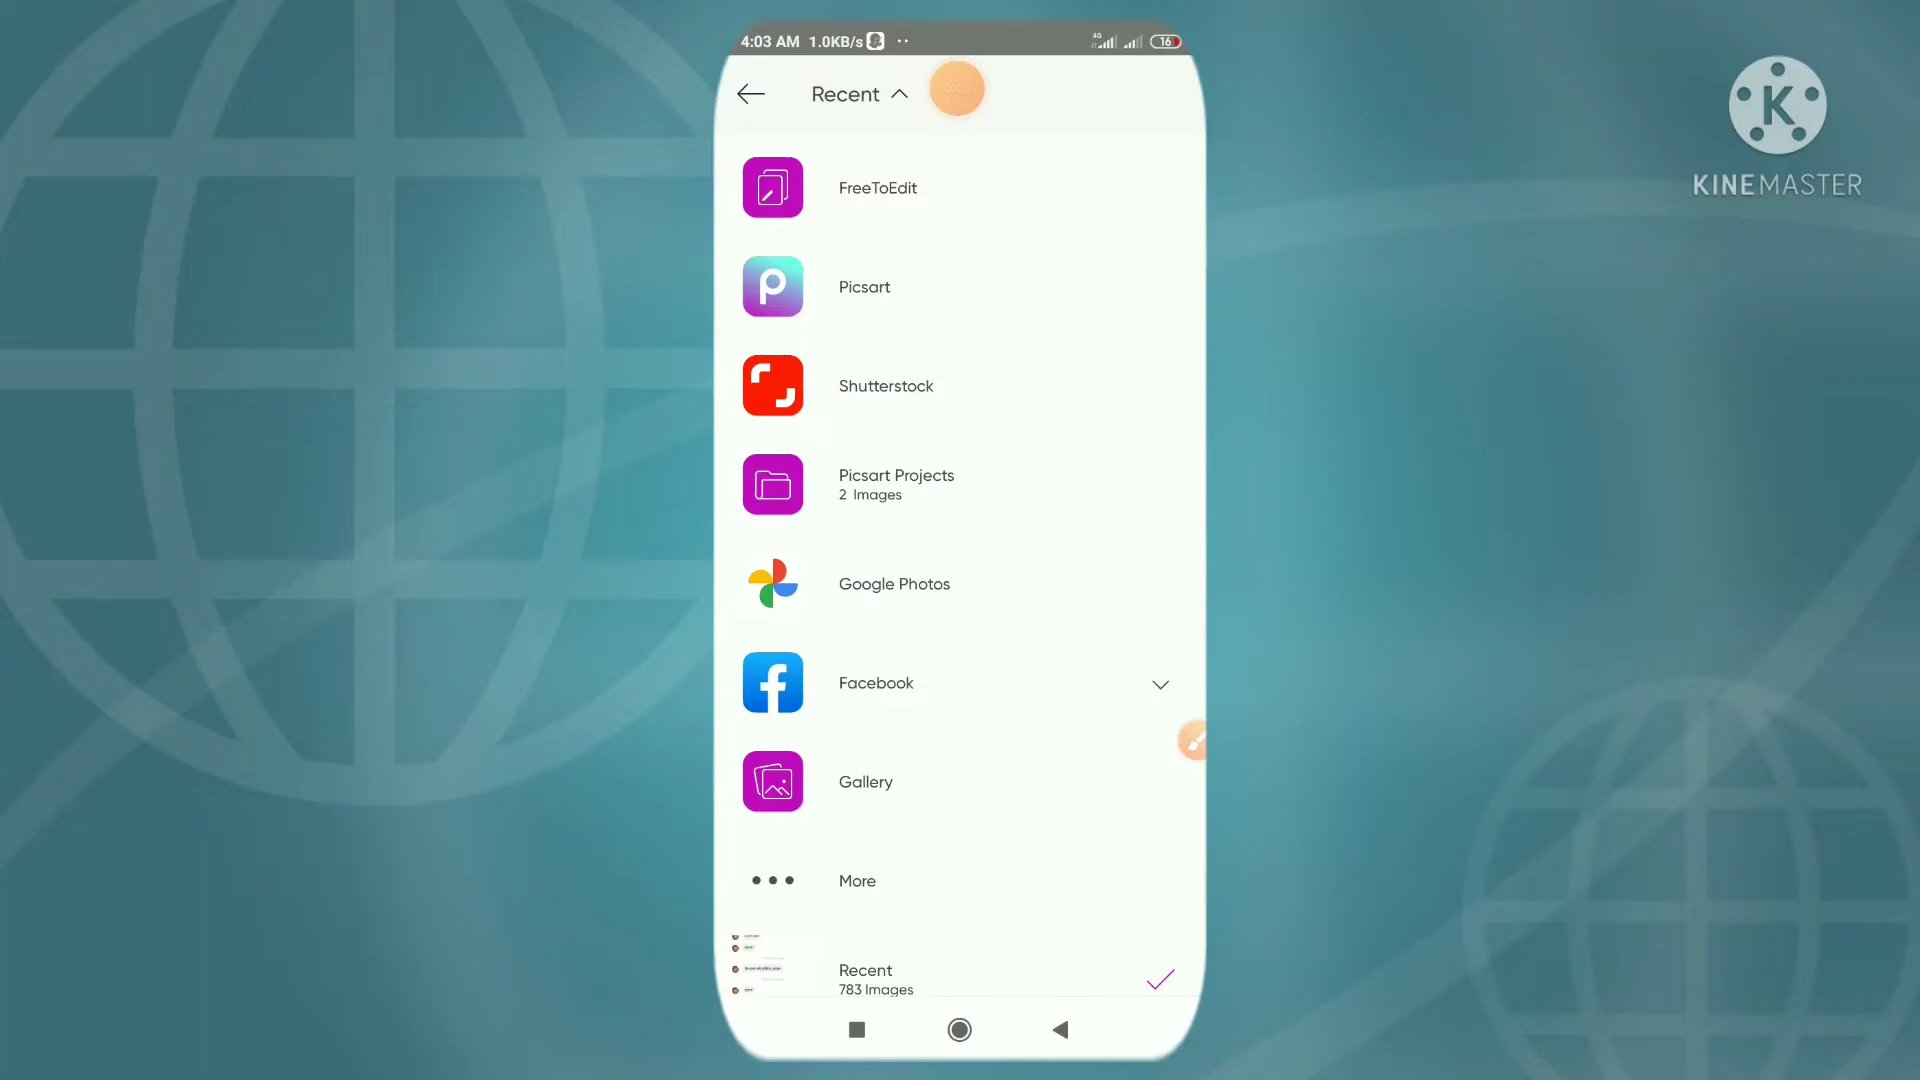 4:03 AM 1.0KB/s
4G
16
Recent
K
KINEMASTER
FreeToEdit
Picsart
Shutterstock
Picsart Projects
2 Images
Google Photos
Facebook
Gallery
More
Recent
783 Images